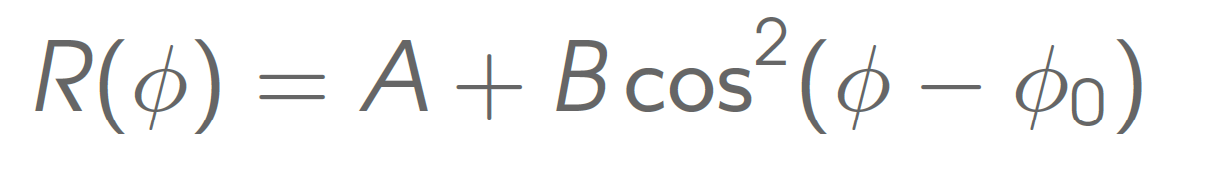 R(ϕ) = A + B cos²(ϕ − ϕ₀)